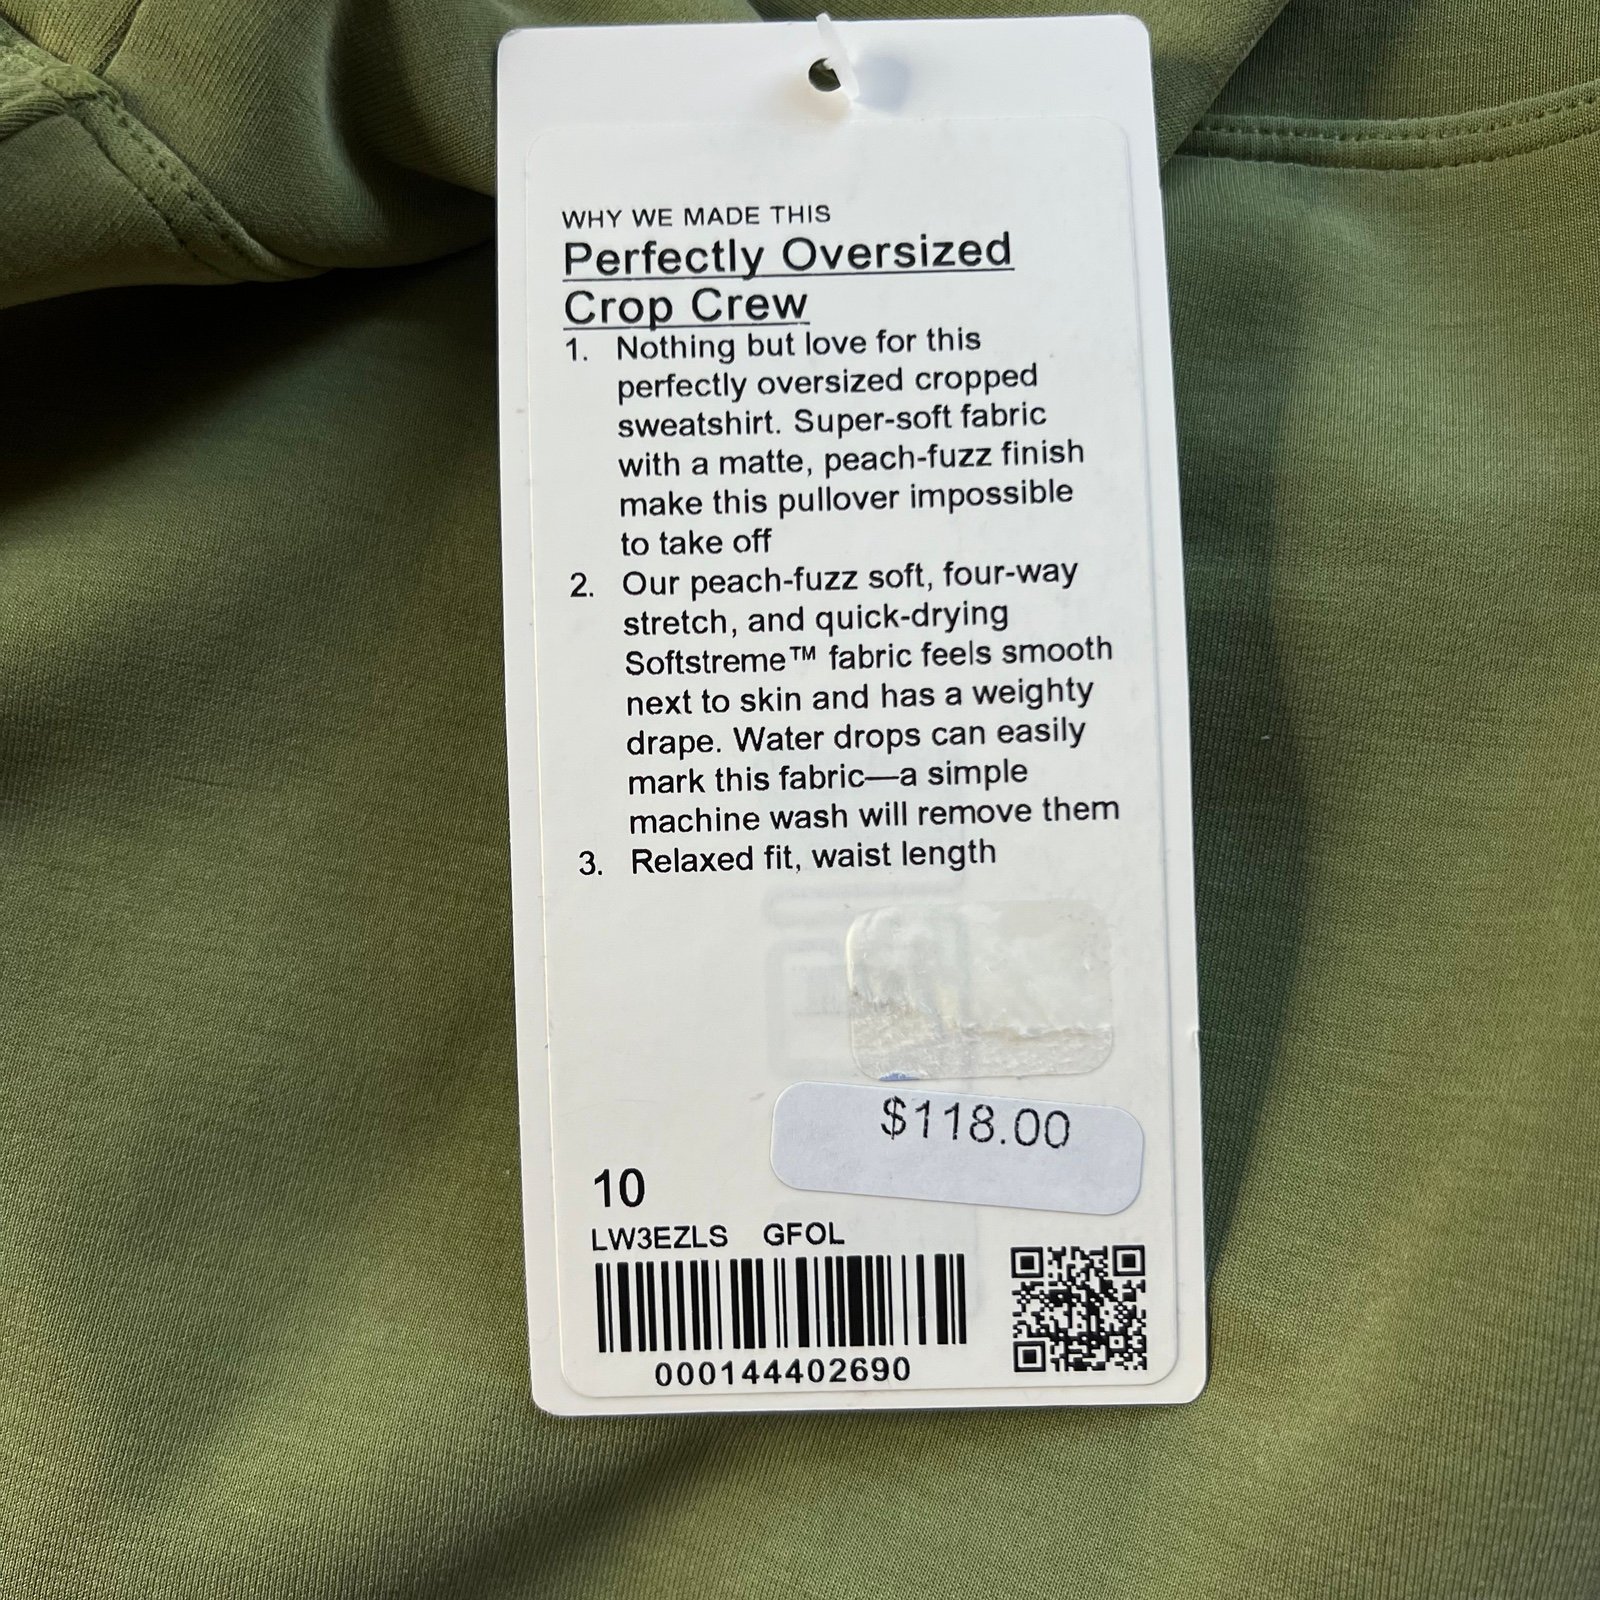 WHY WE MADE THIS
Perfectly Oversized
Crop Crew
1. Nothing but love for this
perfectly oversized cropped
sweatshirt. Super-soft fabric
with a matte, peach-fuzz finish
make this pullover impossible
to take off
2. Our peach-fuzz soft, four-way
stretch, and quick-drying
Softstreme™ fabric feels smooth
next to skin and has a weighty
drape. Water drops can easily
mark this fabric—a simple
machine wash will remove them
3. Relaxed fit, waist length
$118.00
10
LW3EZLS GFOL
000144402690